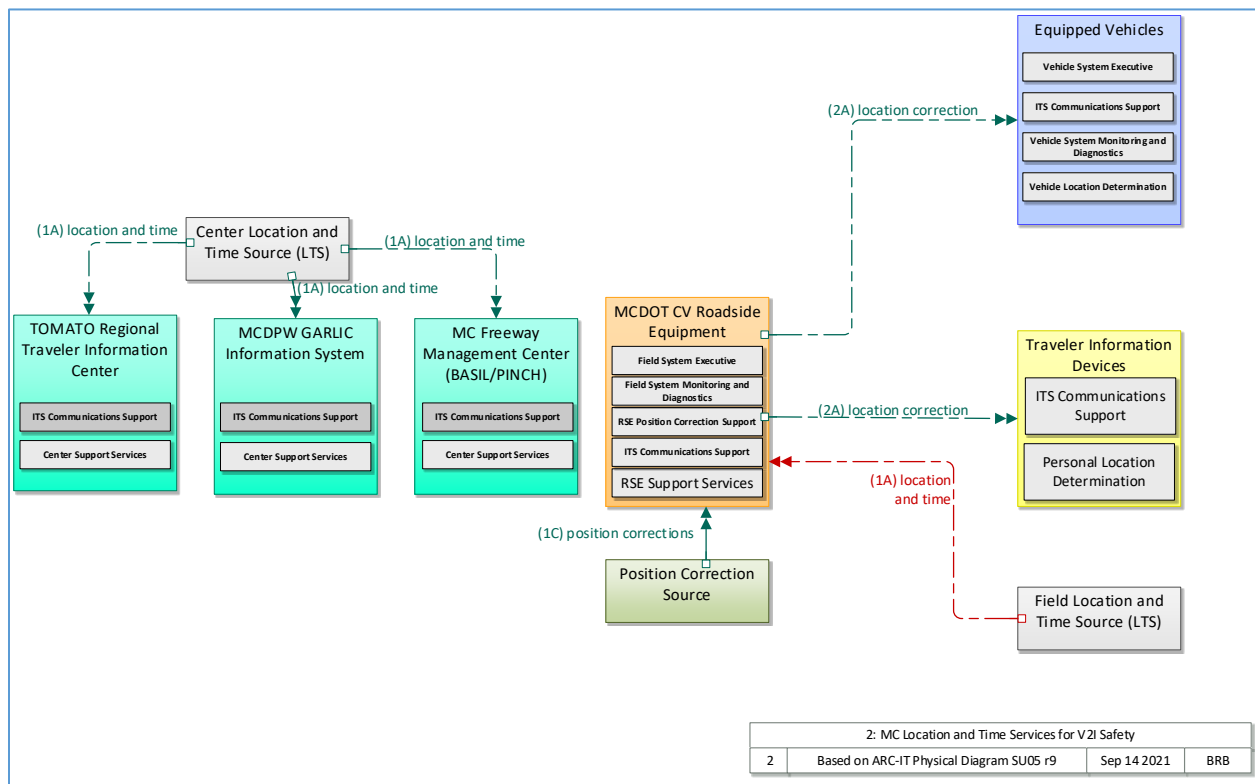 Equipped Vehicles
Vehicle System Executive
ITS Communications Support
Vehicle System Monitoring and
Diagnostics
Vehicle Location Determination
(2A) location correction
Center Location and
Time Source (LTS)
(1A) location and time
(1A) location and time
(1A) location and time
TOMATO Regional
Traveler Information
Center
ITS Communications Support
Center Support Services
MCDPW GARLIC
Information System
ITS Communications Support
Center Support Services
MC Freeway
Management Center
(BASIL/PINCH)
ITS Communications Support
Center Support Services
MCDOT CV Roadside
Equipment
Field System Executive
Field System Monitoring and
Diagnostics
RSE Position Correction Support
ITS Communications Support
RSE Support Services
(2A) location correction
Traveler Information
Devices
ITS Communications
Support
Personal Location
Determination
(1A) location
and time
(1C) position corrections
Position Correction
Source
Field Location and
Time Source (LTS)
2: MC Location and Time Services for V2I Safety
2 Based on ARC-IT Physical Diagram SU05 r9 Sep 14 2021 BRB